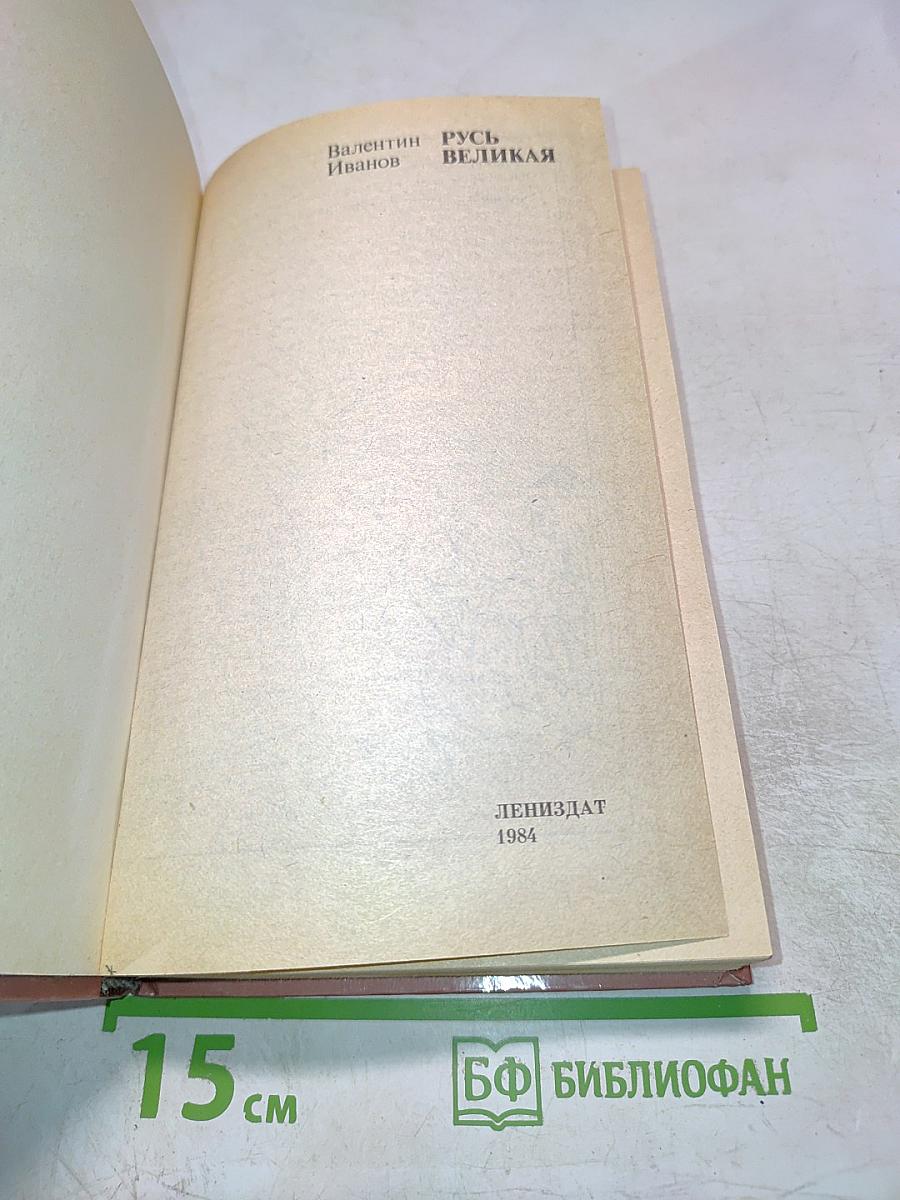 Валентин
Иванов
РУСЬ
ВЕЛИКАЯ
ЛЕНИЗДАТ
1984
15 см
БФ БИБЛИОФАН